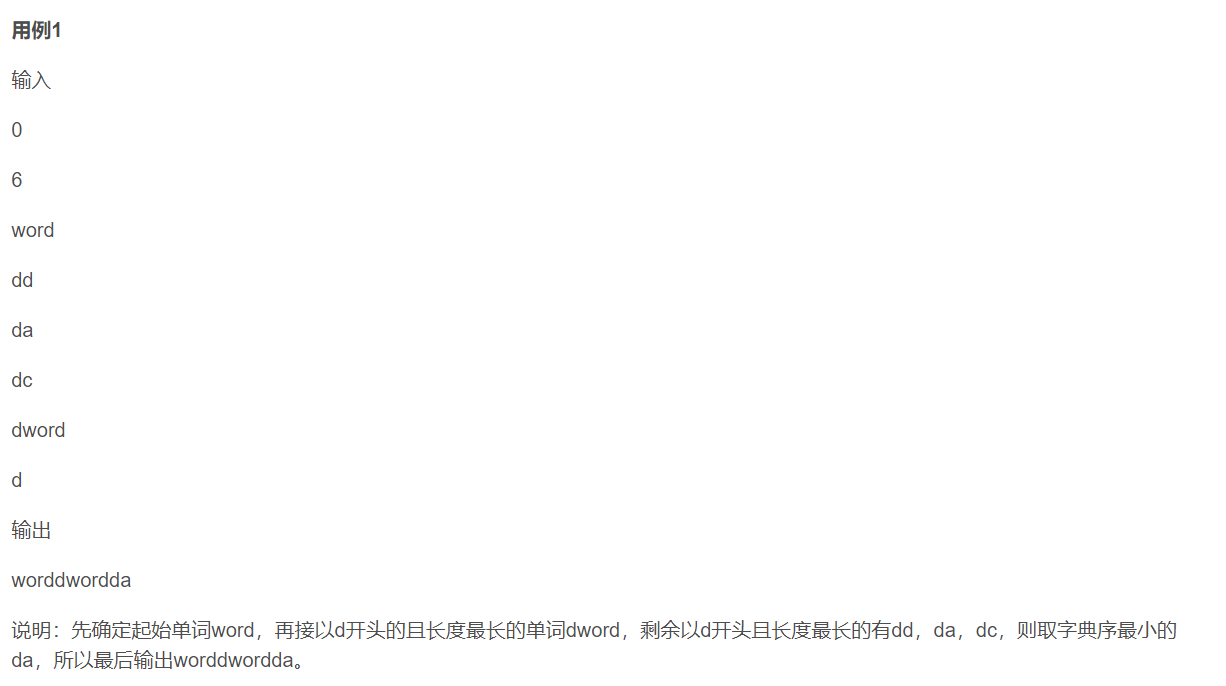 用例1
输入
0
6
word
dd
da
dc
dword
d
输出
worddwordda
说明：先确定起始单词word，再接以d开头的且长度最长的单词dword，剩余以d开头且长度最长的有dd，da，dc，则取字典序最小的
da，所以最后输出worddwordda。